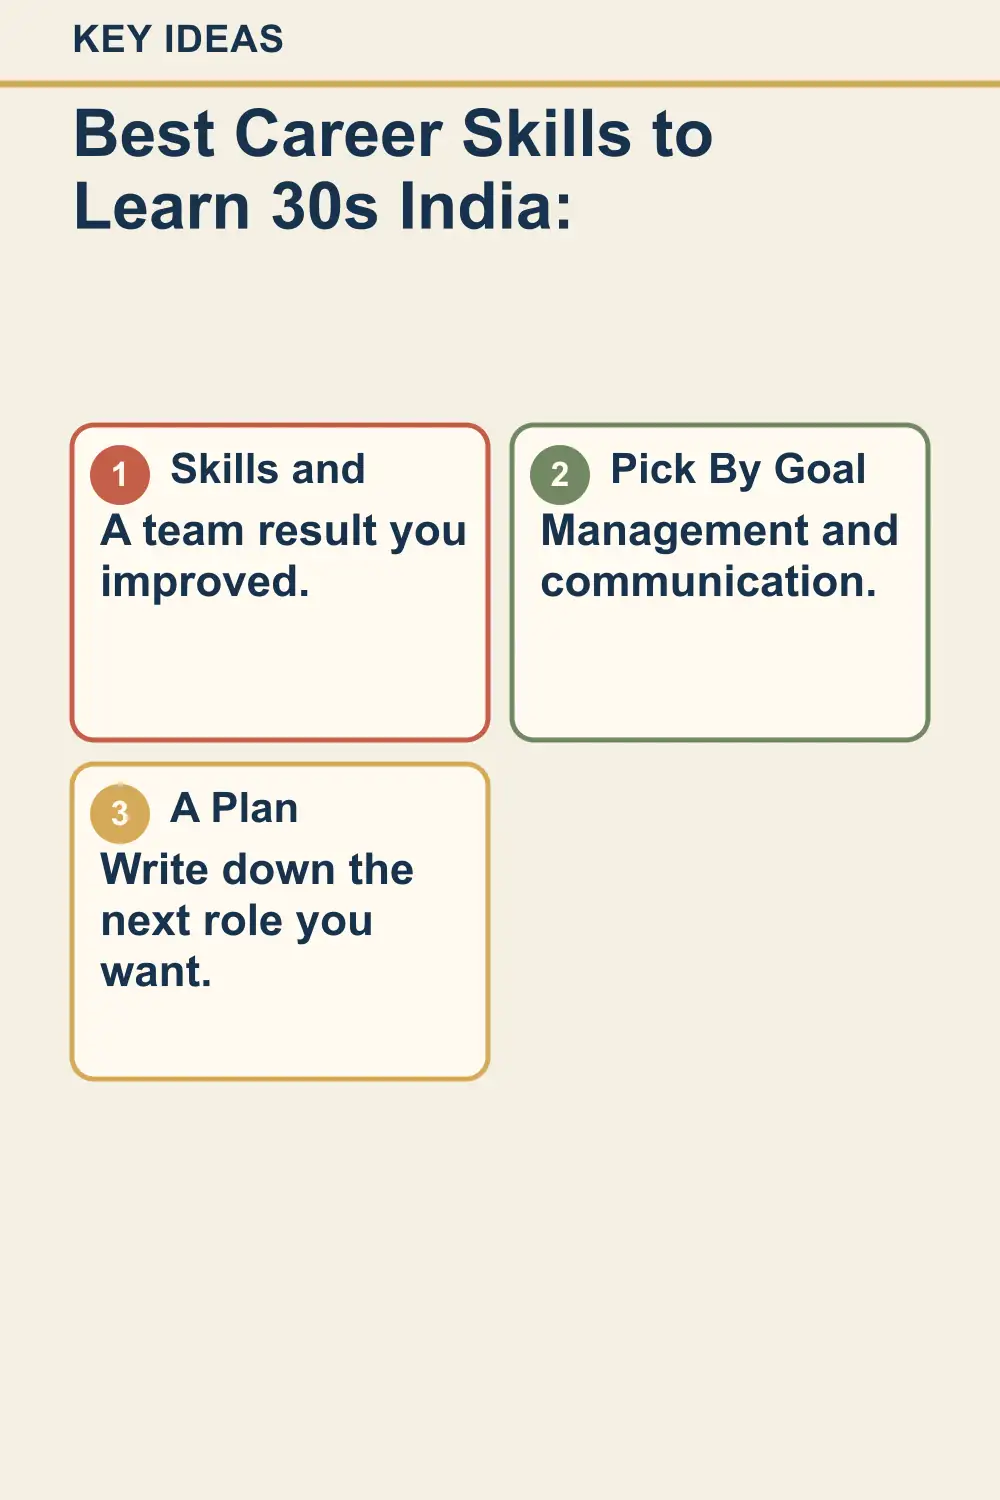 KEY IDEAS
Best Career Skills to
Learn 30s India:
1 Skills and
A team result you
improved.
2 Pick By Goal
Management and
communication.
3 A Plan
Write down the
next role you
want.